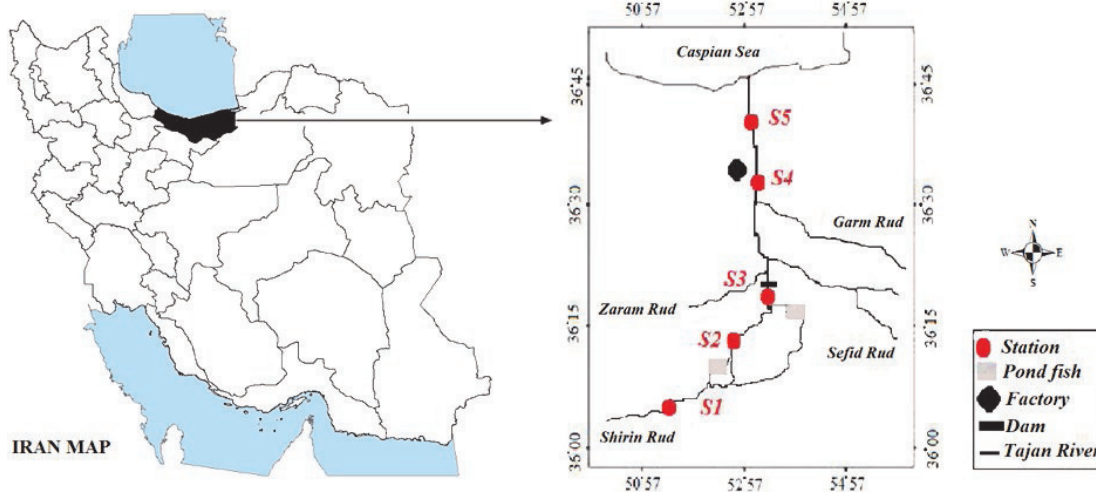 50°57 52°57 54°57
Caspian Sea
36°45 36°45
S5
S4
36°30 36°30
Garm Rud
S3
Zaram Rud
36°15 36°15
S2
Sefid Rud
S1
Shirin Rud
36°00 36°00
50°57 52°57 54°57
IRAN MAP
N
W E
S
Station
Pond fish
Factory
Dam
Tajan River